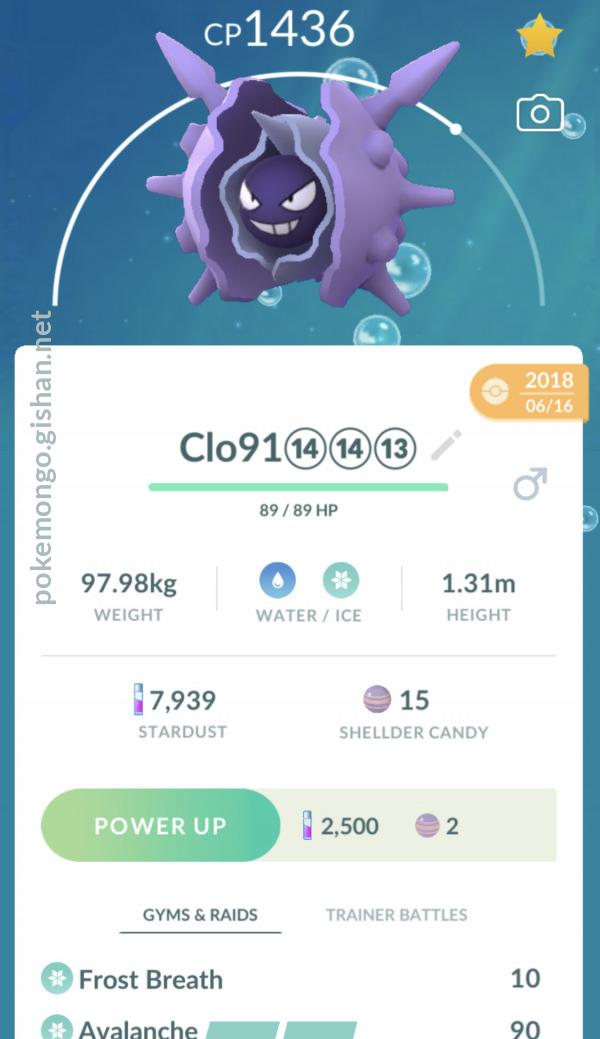 CP1436
2018
06/16
Clo91⑭⑭⑬
89 / 89 HP
97.98kg
WEIGHT
WATER / ICE
1.31m
HEIGHT
7,939
STARDUST
15
SHELLDER CANDY
POWER UP 2,500 2
GYMS & RAIDS TRAINER BATTLES
Frost Breath 10
Avalanche 90
pokemongo.gishan.net